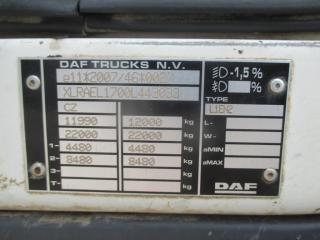 DAF TRUCKS N.V.
e11*2007/46*0022
XLRAEL1700L443033
-1,5 %
%
TYPE
CZ
11990 12000 kg L-
22000 22000 kg W-
1- 4480 4480 kg aMIN
2- 8480 8480 kg aMAX
3- kg
T- kg
DAF